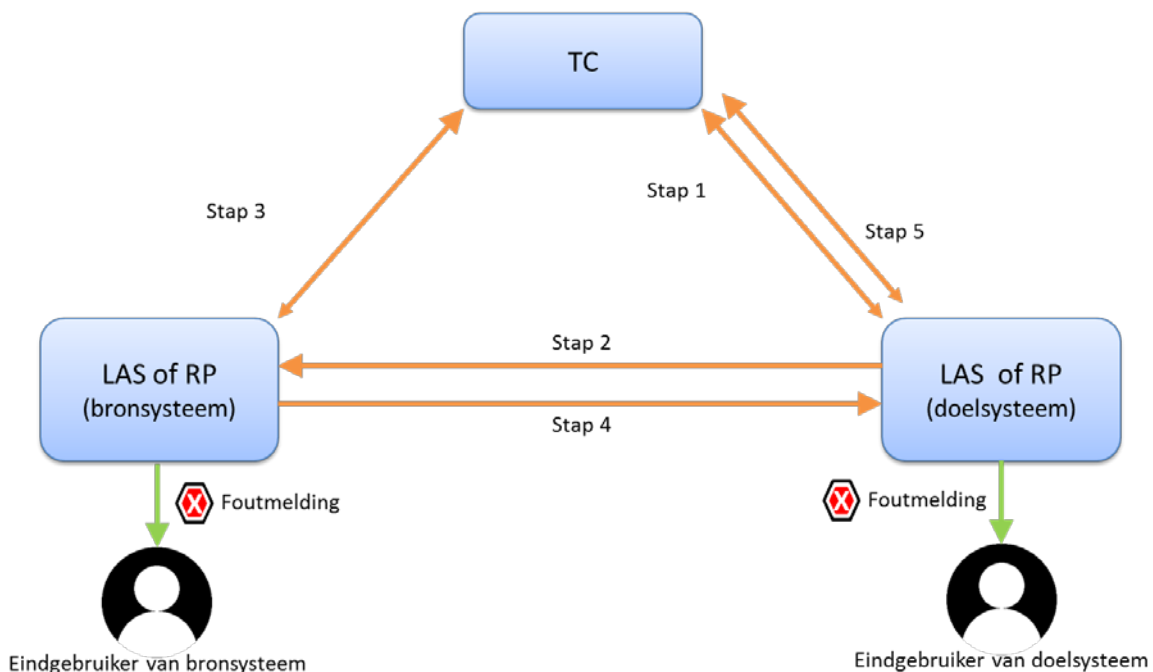 TC
Stap 3
Stap 1
Stap 5
Stap 2
LAS of RP
(bronsysteem)
LAS of RP
(doelsysteem)
Stap 4
X Foutmelding
X Foutmelding
Eindgebruiker van bronsysteem
Eindgebruiker van doelsysteem